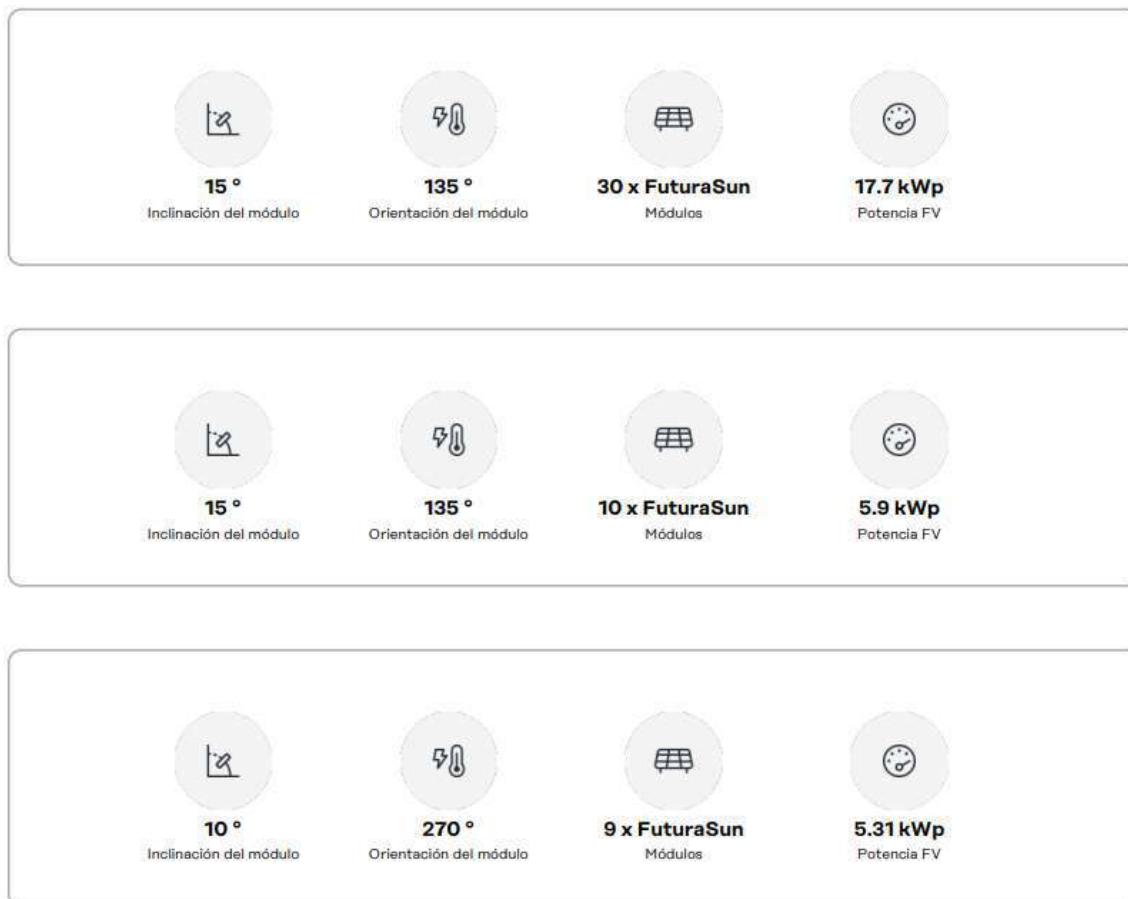 15 ° 135 ° 30 x FuturaSun 17.7 kWp
Inclinación del módulo Orientación del módulo Módulos Potencia FV
15 ° 135 ° 10 x FuturaSun 5.9 kWp
Inclinación del módulo Orientación del módulo Módulos Potencia FV
10 ° 270 ° 9 x FuturaSun 5.31 kWp
Inclinación del módulo Orientación del módulo Módulos Potencia FV